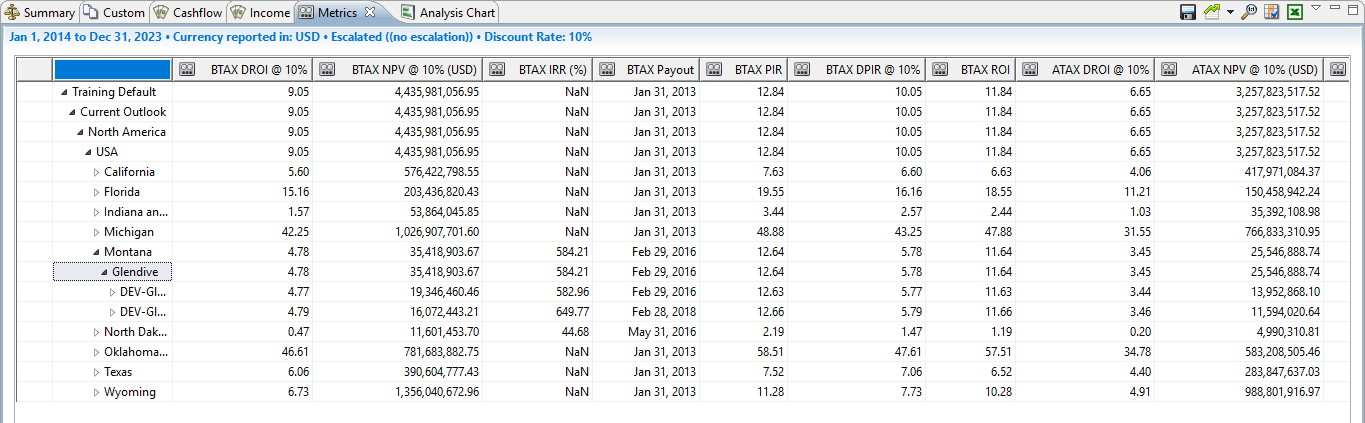 Summary Custom Cashflow Income Metrics Analysis Chart
Jan 1, 2014 to Dec 31, 2023 • Currency reported in: USD • Escalated ((no escalation)) • Discount Rate: 10%
BTAX DROI @ 10% BTAX NPV @ 10% (USD) BTAX IRR (%) BTAX Payout BTAX PIR BTAX DPIR @ 10% BTAX ROI ATAX DROI @ 10% ATAX NPV @ 10% (USD)
Training Default 9.05 4,435,981,056.95 NaN Jan 31, 2013 12.84 10.05 11.84 6.65 3,257,823,517.52
Current Outlook 9.05 4,435,981,056.95 NaN Jan 31, 2013 12.84 10.05 11.84 6.65 3,257,823,517.52
North America 9.05 4,435,981,056.95 NaN Jan 31, 2013 12.84 10.05 11.84 6.65 3,257,823,517.52
USA 9.05 4,435,981,056.95 NaN Jan 31, 2013 12.84 10.05 11.84 6.65 3,257,823,517.52
California 5.60 576,422,798.55 NaN Jan 31, 2013 7.63 6.60 6.63 4.06 417,971,084.37
Florida 15.16 203,436,820.43 NaN Jan 31, 2013 19.55 16.16 18.55 11.21 150,458,942.24
Indiana an... 1.57 53,864,045.85 NaN Jan 31, 2013 3.44 2.57 2.44 1.03 35,392,108.98
Michigan 42.25 1,026,907,701.60 NaN Jan 31, 2013 48.88 43.25 47.88 31.55 766,833,310.95
Montana 4.78 35,418,903.67 584.21 Feb 29, 2016 12.64 5.78 11.64 3.45 25,546,888.74
Glendive 4.78 35,418,903.67 584.21 Feb 29, 2016 12.64 5.78 11.64 3.45 25,546,888.74
DEV-Gl... 4.77 19,346,460.46 582.96 Feb 29, 2016 12.63 5.77 11.63 3.44 13,952,868.10
DEV-Gl... 4.79 16,072,443.21 649.77 Feb 28, 2018 12.66 5.79 11.66 3.46 11,594,020.64
North Dak... 0.47 11,601,453.70 44.68 May 31, 2016 2.19 1.47 1.19 0.20 4,990,310.81
Oklahoma... 46.61 781,683,882.75 NaN Jan 31, 2013 58.51 47.61 57.51 34.78 583,208,505.46
Texas 6.06 390,604,777.43 NaN Jan 31, 2013 7.52 7.06 6.52 4.40 283,847,637.03
Wyoming 6.73 1,356,040,672.96 NaN Jan 31, 2013 11.28 7.73 10.28 4.91 988,801,916.97